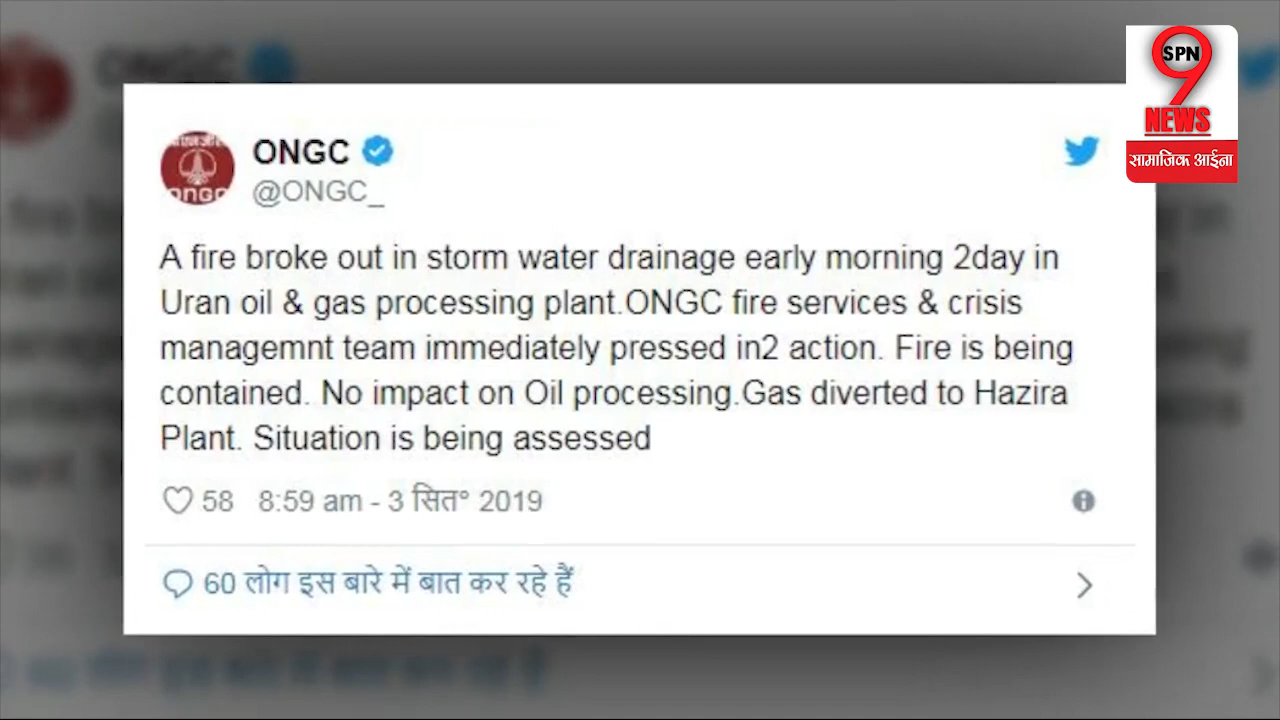 SPN
9
NEWS
सामाजिक आईना
ONGC
@ONGC_
ONGC
A fire broke out in storm water drainage early morning 2day in
Uran oil & gas processing plant.ONGC fire services & crisis
managemnt team immediately pressed in2 action. Fire is being
contained. No impact on Oil processing.Gas diverted to Hazira
Plant. Situation is being assessed
58 8:59 am - 3 सित॰ 2019
60 लोग इस बारे में बात कर रहे हैं